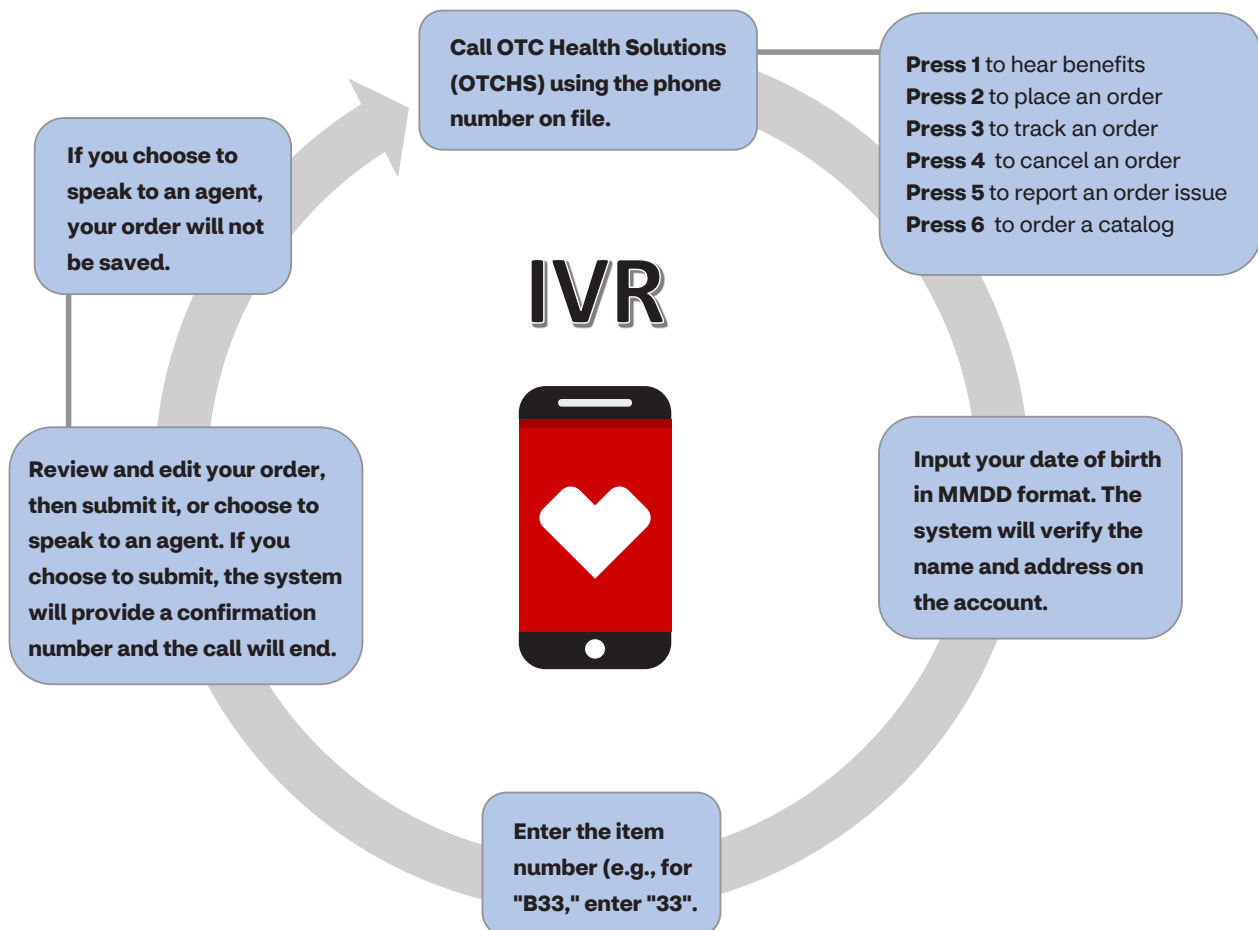 Call OTC Health Solutions
(OTCHS) using the phone
number on file.
Press 1 to hear benefits
Press 2 to place an order
Press 3 to track an order
Press 4 to cancel an order
Press 5 to report an order issue
Press 6 to order a catalog
Input your date of birth
in MMDD format. The
system will verify the
name and address on
the account.
Enter the item
number (e.g., for
"B33," enter "33".
Review and edit your order,
then submit it, or choose to
speak to an agent. If you
choose to submit, the system
will provide a confirmation
number and the call will end.
If you choose to
speak to an agent,
your order will not
be saved.
IVR